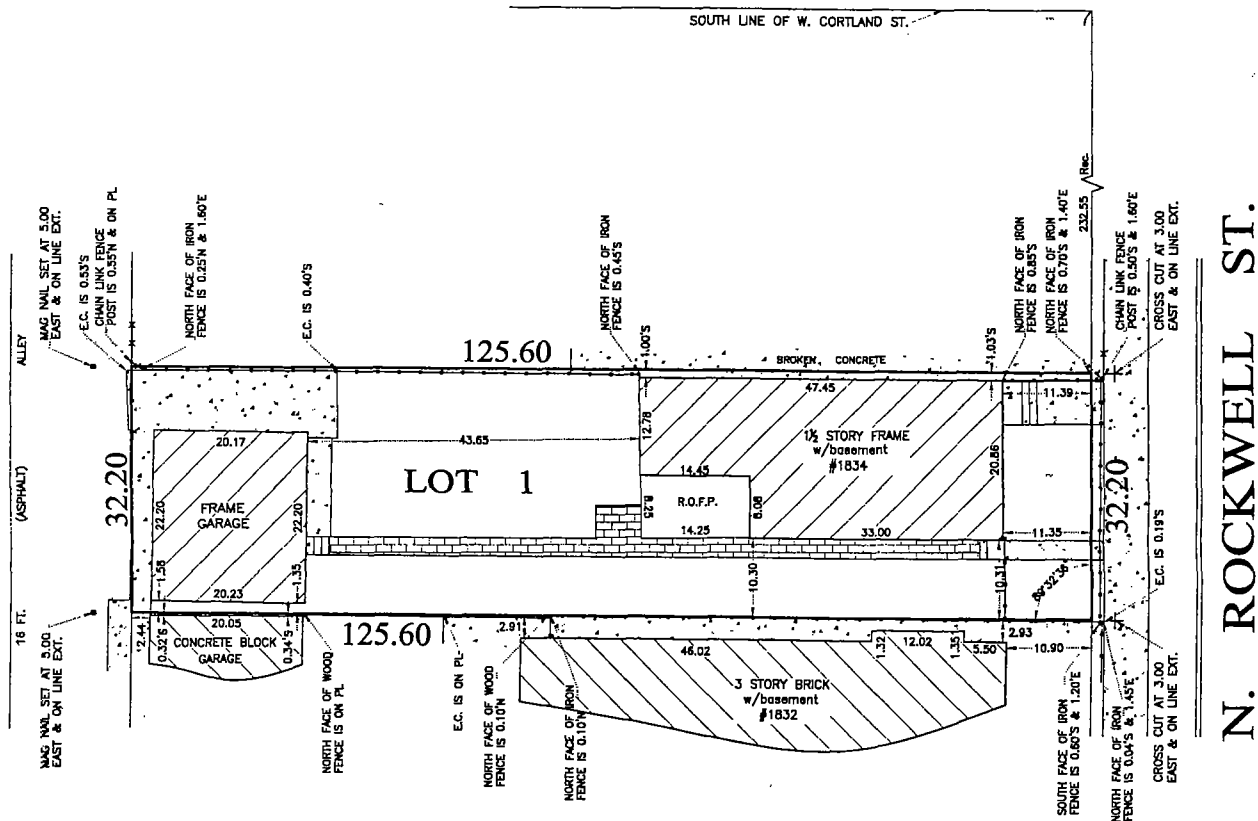 SOUTH LINE OF W. CORTLAND ST.
232.55 Rec.
N. ROCKWELL ST.
ALLEY
(ASPHALT)
16 FT.
MAG NAIL SET AT 5.00
EAST & ON LINE EXT.
E.C. IS 0.53'S
CHAIN LINK FENCE
POST IS 0.55'N & ON PL
NORTH FACE OF IRON
FENCE IS 0.25'N & 1.60'E
E.C. IS 0.40'S
NORTH FACE OF IRON
FENCE IS 0.45'S
NORTH FACE OF IRON
FENCE IS 0.85'S
NORTH FACE OF IRON
FENCE IS 0.70'S & 1.40'E
CHAIN LINK FENCE
POST IS 0.50'S & 1.60'E
CROSS CUT AT 3.00
EAST & ON LINE EXT.
125.60
1.00'S
BROKEN CONCRETE
1.03'S
47.45
11.39
32.20
20.17
43.65
12.78
1½ STORY FRAME
w/basement
#1834
20.86
LOT 1
14.45
R.O.F.P.
8.25
8.08
14.25
33.00
11.35
32.20
FRAME
GARAGE
22.20
22.20
1.58
1.35
20.23
10.30
10.31
89°32'38"
E.C. IS 0.19'S
20.05
CONCRETE BLOCK
GARAGE
2.44
0.32'S
0.34'S
125.60
2.91
46.02
1.32
12.02
1.35
5.50
2.93
10.90
3 STORY BRICK
w/basement
#1832
MAG NAIL SET AT 5.00
EAST & ON LINE EXT.
NORTH FACE OF WOOD
FENCE IS ON PL
E.C. IS ON PL
NORTH FACE OF WOOD
FENCE IS 0.10'N
NORTH FACE OF IRON
FENCE IS 0.10'N
SOUTH FACE OF IRON
FENCE IS 0.60'S & 1.20'E
NORTH FACE OF IRON
FENCE IS 0.04'S & 1.45'E
CROSS CUT AT 3.00
EAST & ON LINE EXT.